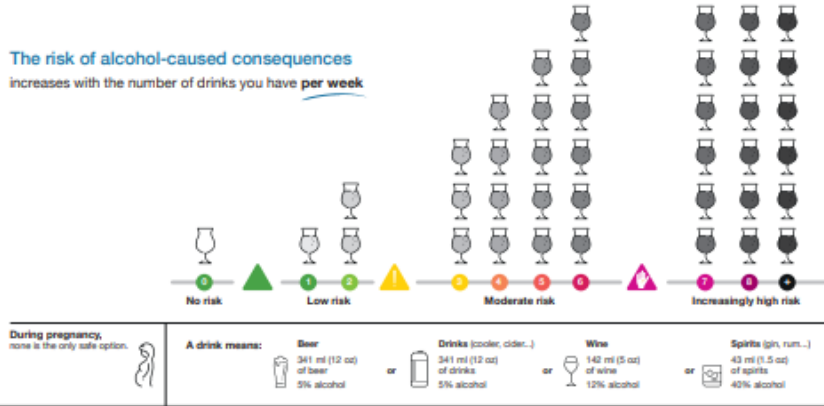 The risk of alcohol-caused consequences
increases with the number of drinks you have per week
!
0
1
2
3
4
5
6
7
8
+
No risk
Low risk
Moderate risk
Increasingly high risk
During pregnancy,
none is the only safe option.
A drink means:
Beer
341 ml (12 oz)
of beer
5% alcohol
or
Drinks (cooler, cider...)
341 ml (12 oz)
of drinks
5% alcohol
or
Wine
142 ml (5 oz)
of wine
12% alcohol
or
Spirits (gin, rum...)
43 ml (1.5 oz)
of spirits
40% alcohol